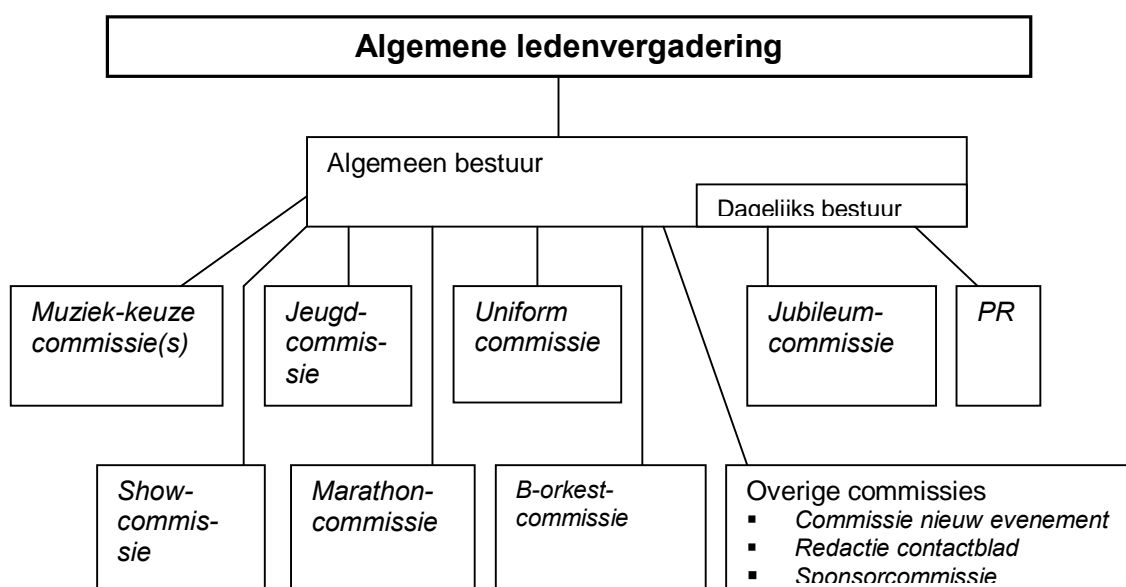 Algemene ledenvergadering
Algemeen bestuur
Dagelijks bestuur
Muziek-keuze
commissie(s)
Jeugd-
commis-
sie
Uniform
commissie
Jubileum-
commissie
PR
Show-
commis-
sie
Marathon-
commissie
B-orkest-
commissie
Overige commissies
▪ Commissie nieuw evenement
▪ Redactie contactblad
▪ Sponsorcommissie